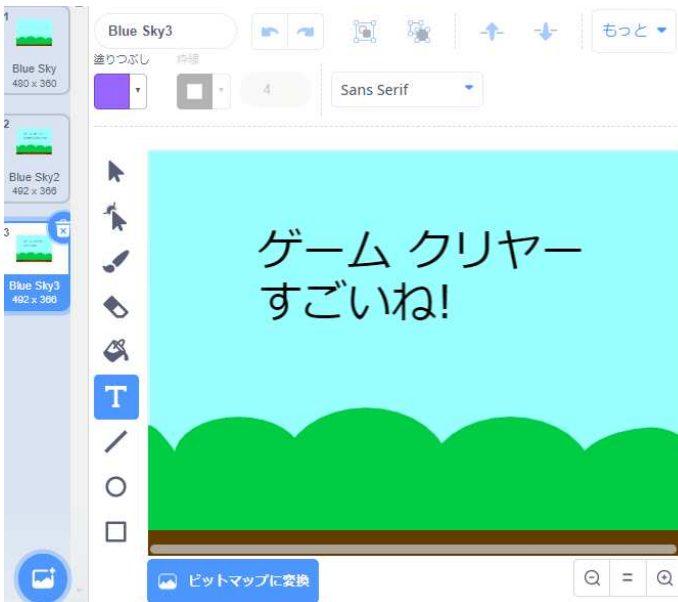 1
Blue Sky
480 x 360
2
Blue Sky2
492 x 366
3
Blue Sky3
492 x 366
Blue Sky3
もっと
塗りつぶし
枠線
4
Sans Serif
T
ゲーム クリヤー
すごいね!
ビットマップに変換